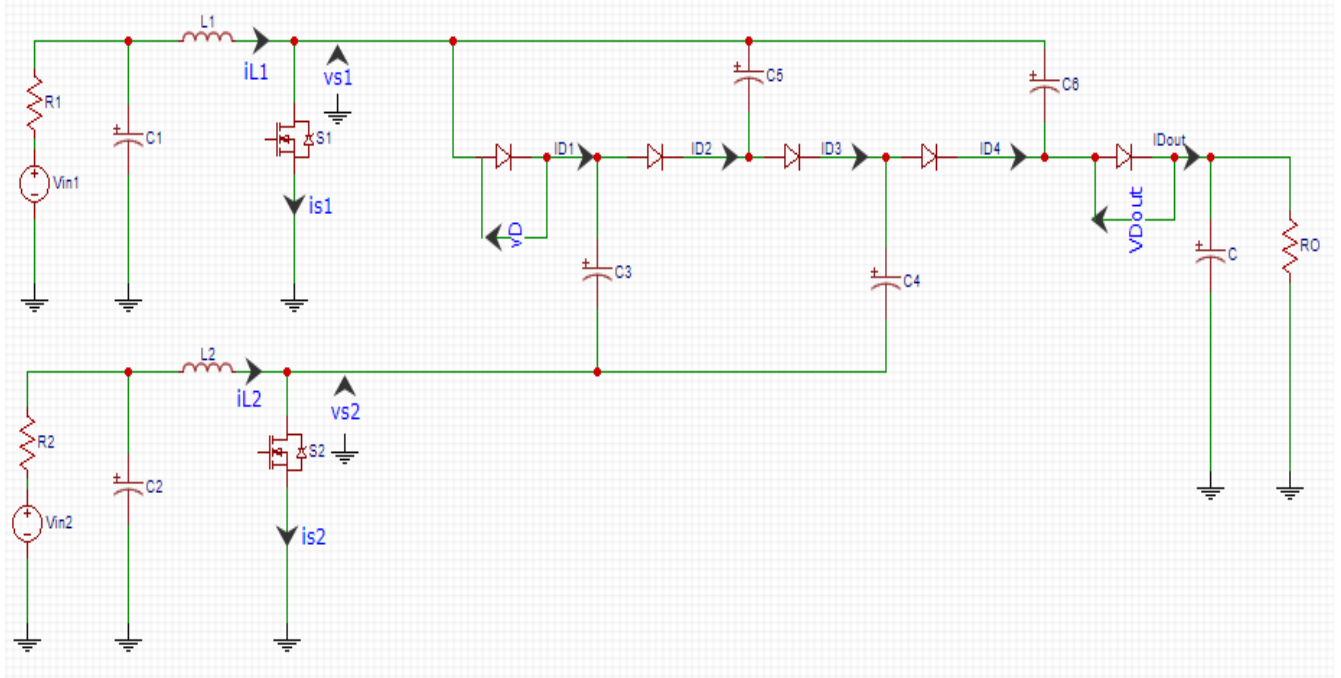 L1
iL1
vs1
R1
C1
S1
C5
C6
Vin1
ID1
ID2
ID3
ID4
IDout
is1
vD
VDout
C3
C4
C
RO
L2
iL2
vs2
R2
C2
S2
Vin2
is2